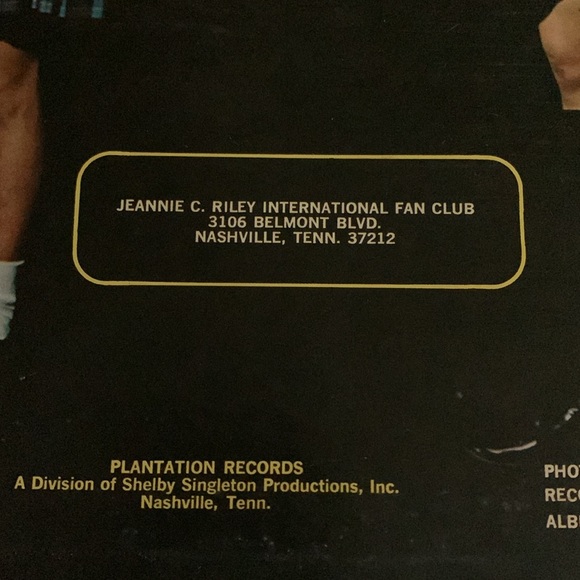 JEANNIE C. RILEY INTERNATIONAL FAN CLUB
3106 BELMONT BLVD.
NASHVILLE, TENN. 37212
PLANTATION RECORDS
A Division of Shelby Singleton Productions, Inc.
Nashville, Tenn.